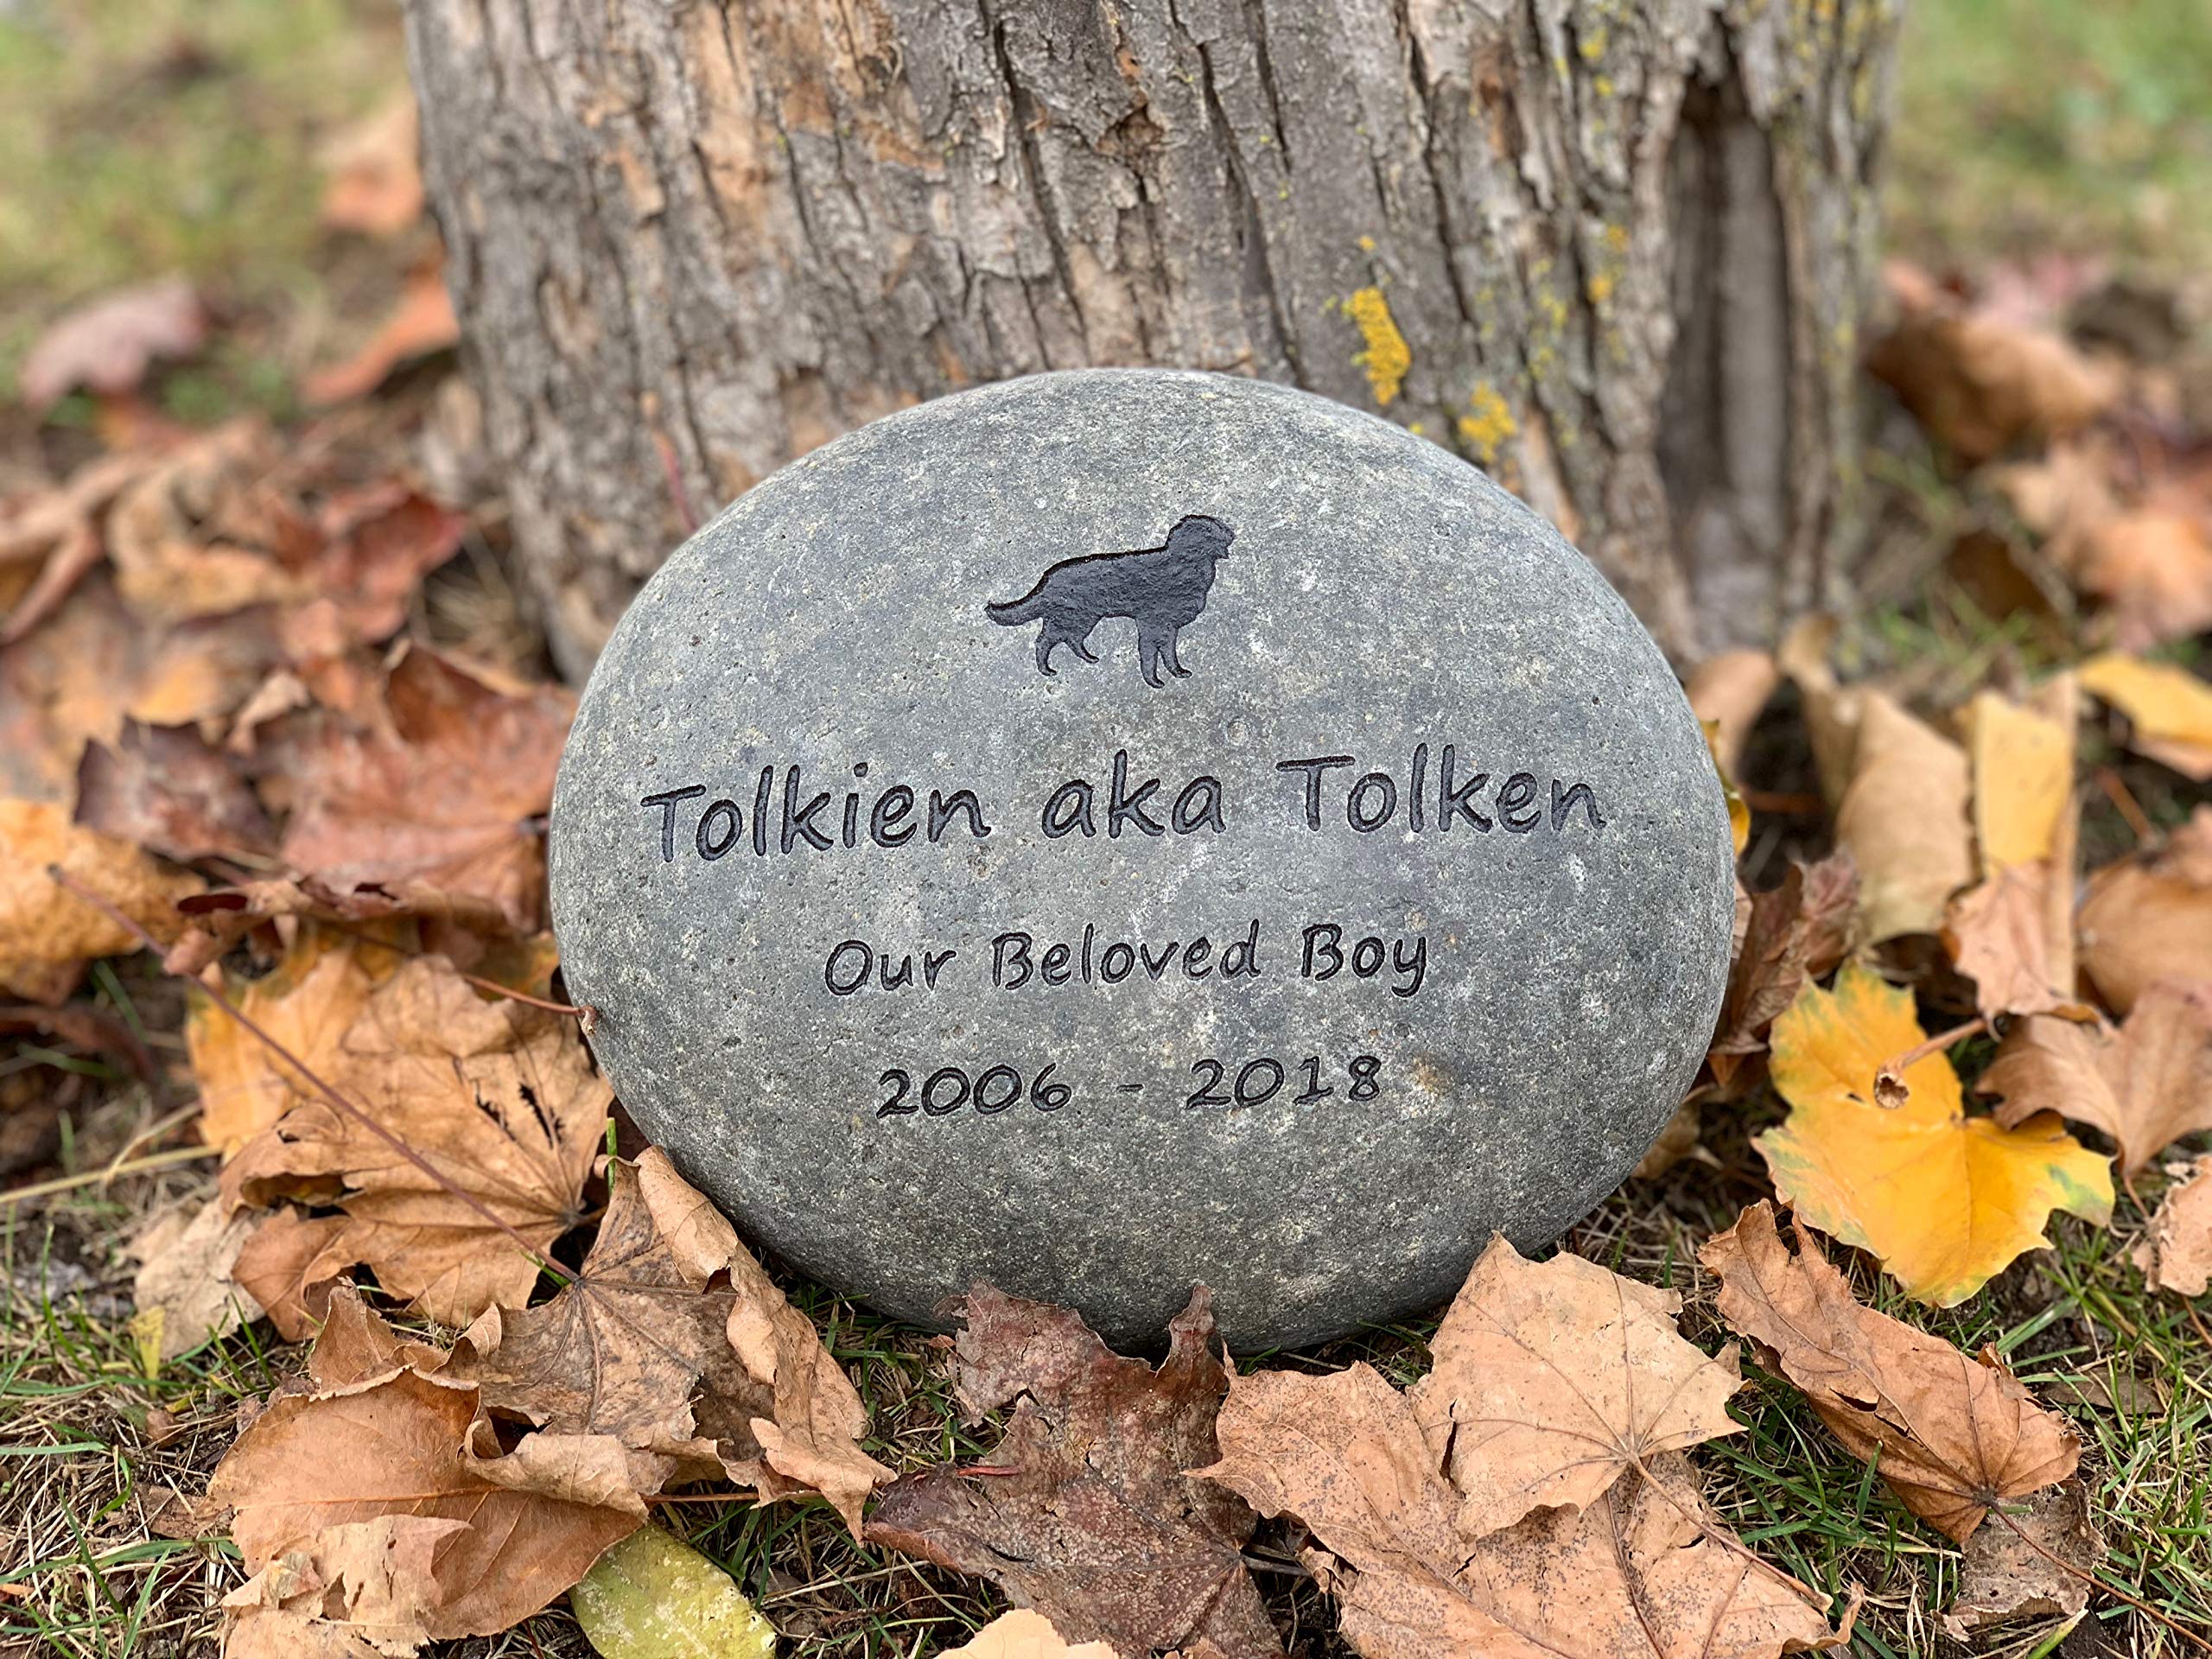 Tolkien aka Tolken
Our Beloved Boy
2006 - 2018